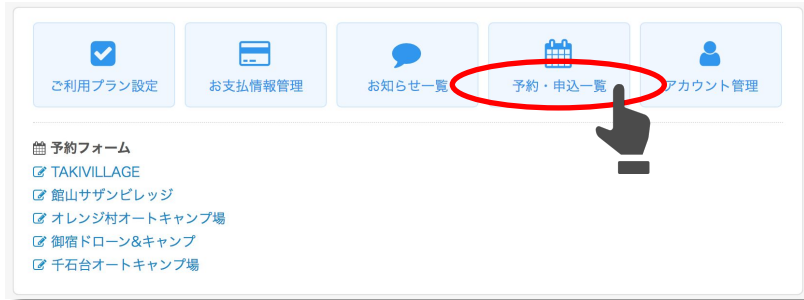 ご利用プラン設定 お支払情報管理 お知らせ一覧 予約・申込一覧 アカウント管理
予約フォーム
TAKIVILLAGE
館山サザンビレッジ
オレンジ村オートキャンプ場
御宿ドローン&キャンプ
千石台オートキャンプ場